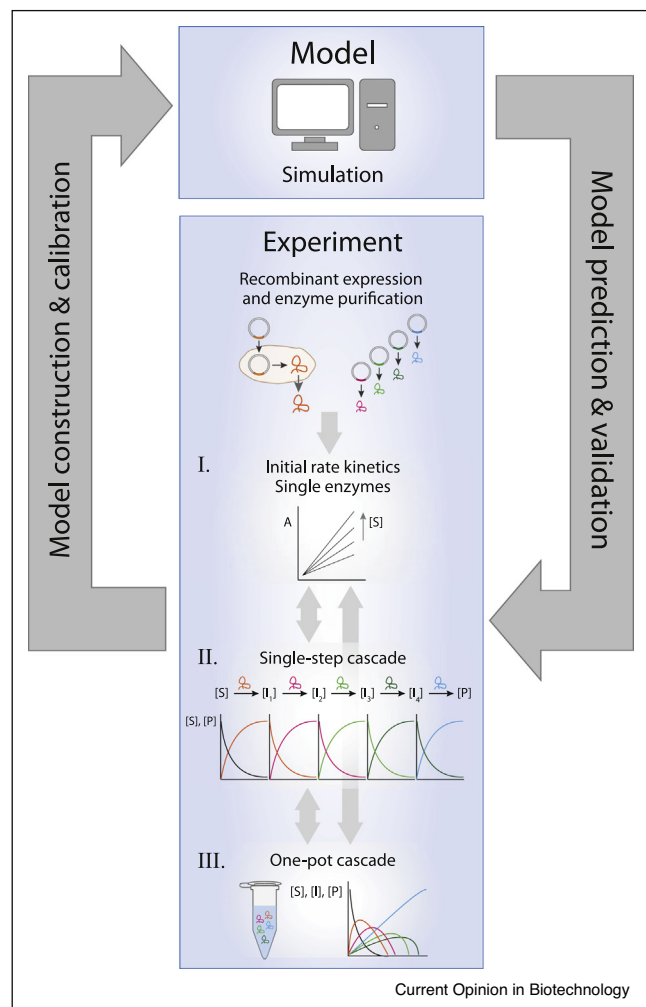 Model
Simulation
Model construction & calibration
Model prediction & validation
Experiment
Recombinant expression
and enzyme purification
I.
Initial rate kinetics
Single enzymes
A
[S]
II.
Single-step cascade
[S] [I₁] [I₂] [I₃] [I₄] [P]
[S], [P]
III.
One-pot cascade
[S], [I], [P]
Current Opinion in Biotechnology